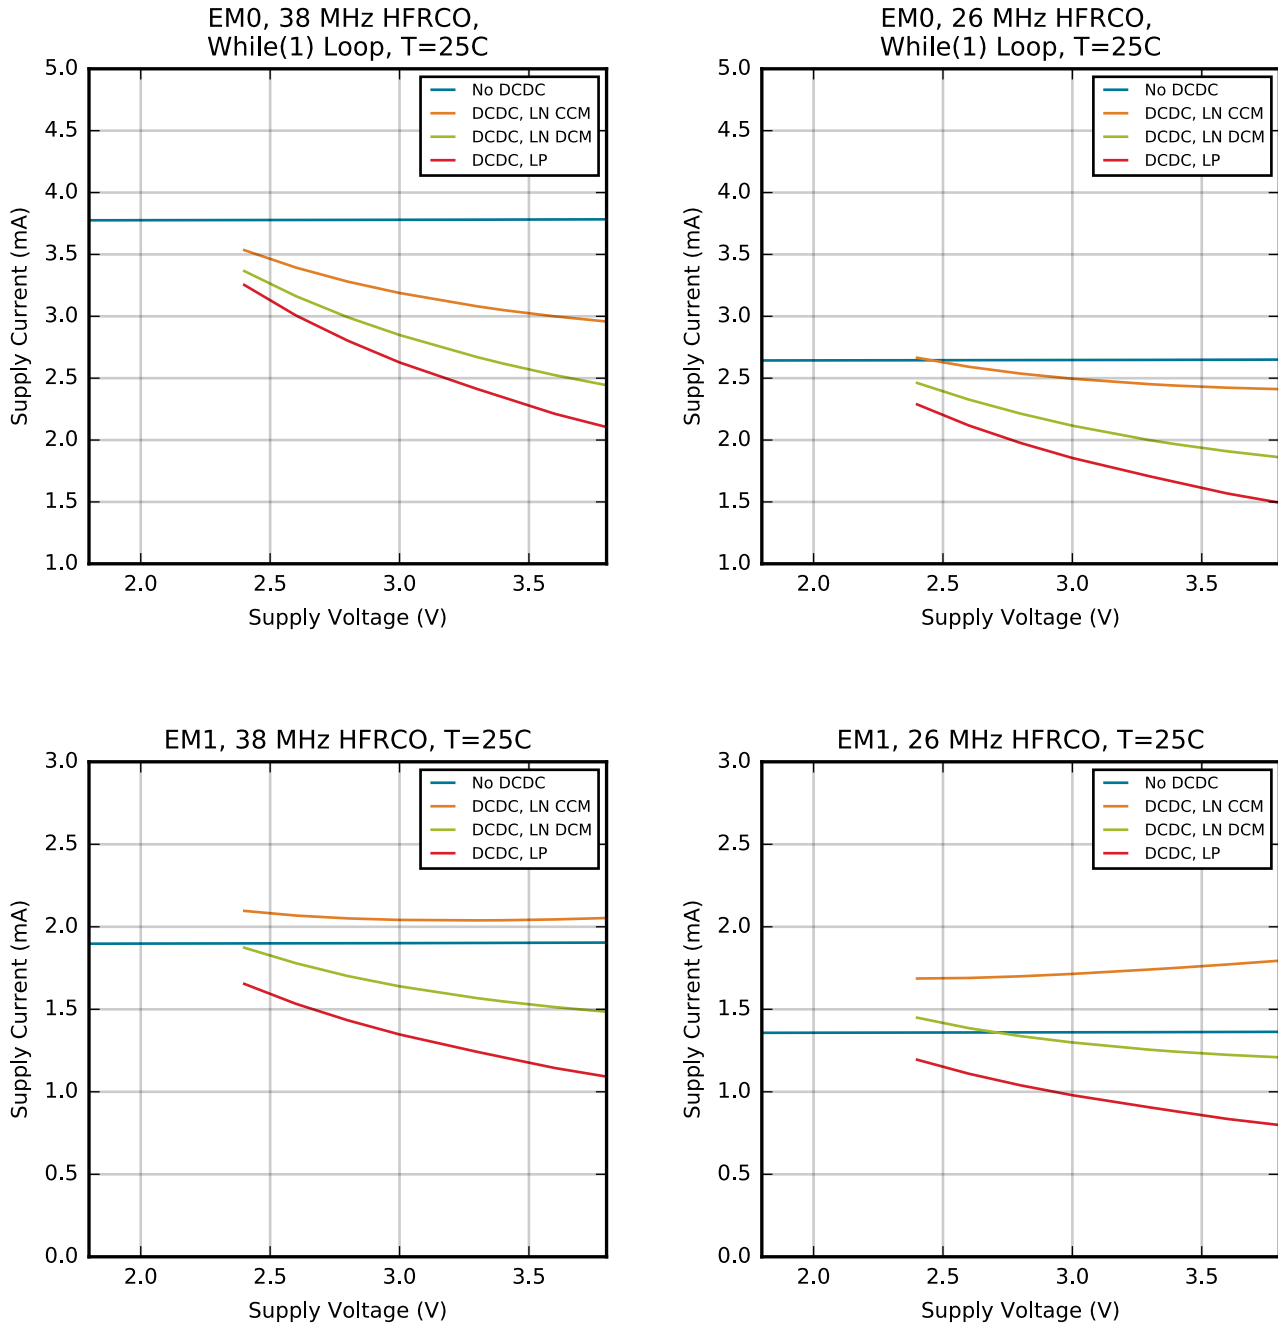 EM0, 38 MHz HFRCO,
While(1) Loop, T=25C
5.0
4.5
4.0
3.5
3.0
2.5
2.0
1.5
1.0
Supply Current (mA)
No DCDC
DCDC, LN CCM
DCDC, LN DCM
DCDC, LP
2.0 2.5 3.0 3.5
Supply Voltage (V)
EM0, 26 MHz HFRCO,
While(1) Loop, T=25C
5.0
4.5
4.0
3.5
3.0
2.5
2.0
1.5
1.0
Supply Current (mA)
No DCDC
DCDC, LN CCM
DCDC, LN DCM
DCDC, LP
2.0 2.5 3.0 3.5
Supply Voltage (V)
EM1, 38 MHz HFRCO, T=25C
3.0
2.5
2.0
1.5
1.0
0.5
0.0
Supply Current (mA)
No DCDC
DCDC, LN CCM
DCDC, LN DCM
DCDC, LP
2.0 2.5 3.0 3.5
Supply Voltage (V)
EM1, 26 MHz HFRCO, T=25C
3.0
2.5
2.0
1.5
1.0
0.5
0.0
Supply Current (mA)
No DCDC
DCDC, LN CCM
DCDC, LN DCM
DCDC, LP
2.0 2.5 3.0 3.5
Supply Voltage (V)